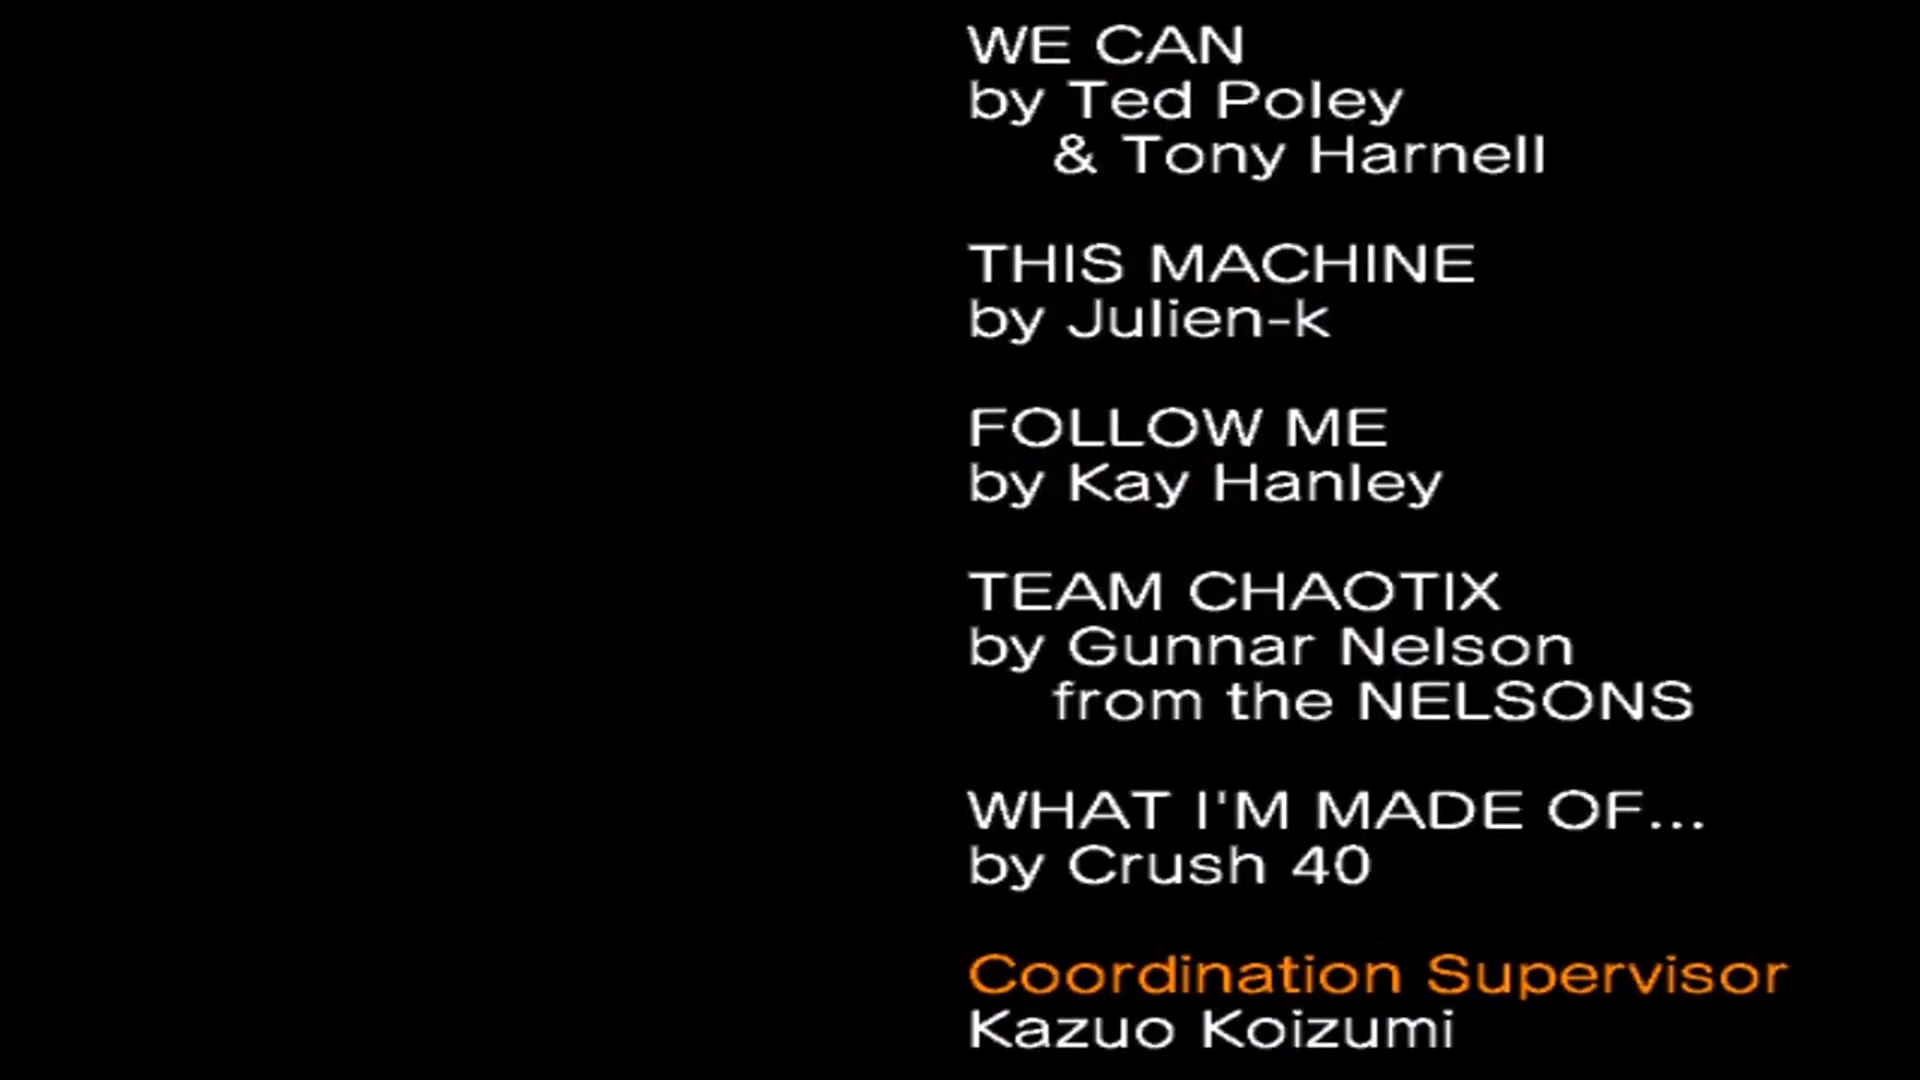 WE CAN
by Ted Poley
& Tony Harnell
THIS MACHINE
by Julien-k
FOLLOW ME
by Kay Hanley
TEAM CHAOTIX
by Gunnar Nelson
from the NELSONS
WHAT I'M MADE OF...
by Crush 40
Coordination Supervisor
Kazuo Koizumi